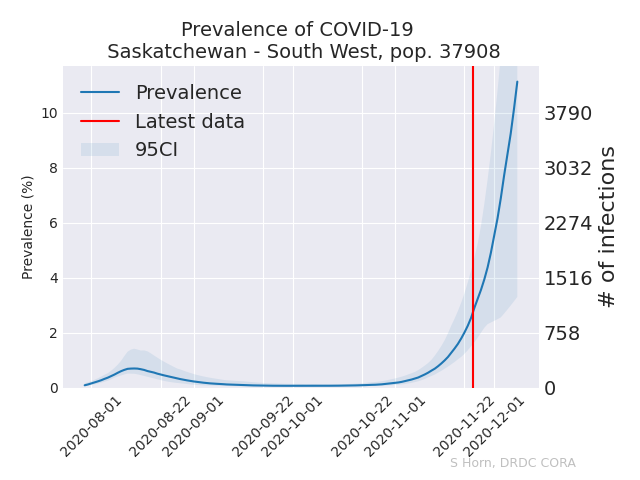 Prevalence of COVID-19
Saskatchewan - South West, pop. 37908
Prevalence
Latest data
95CI
Prevalence (%)
10
8
6
4
2
0
3790
3032
2274
1516
758
0
# of infections
2020-08-01
2020-08-22
2020-09-01
2020-09-22
2020-10-01
2020-10-22
2020-11-01
2020-11-22
2020-12-01
S Horn, DRDC CORA